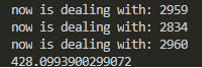 now is dealing with: 2959
now is dealing with: 2834
now is dealing with: 2960
428.0993900299072